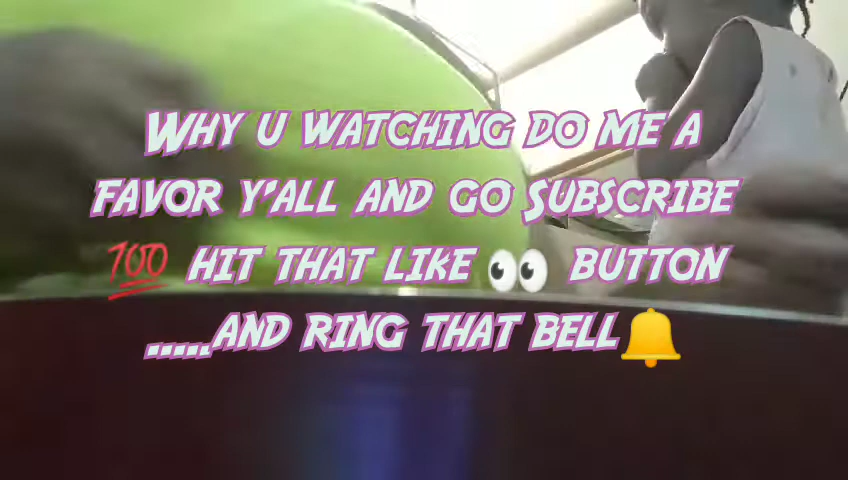 Why u watching do me a
favor y'all and go Subscribe
💯 hit that like 👀 button
.....and ring that bell🔔